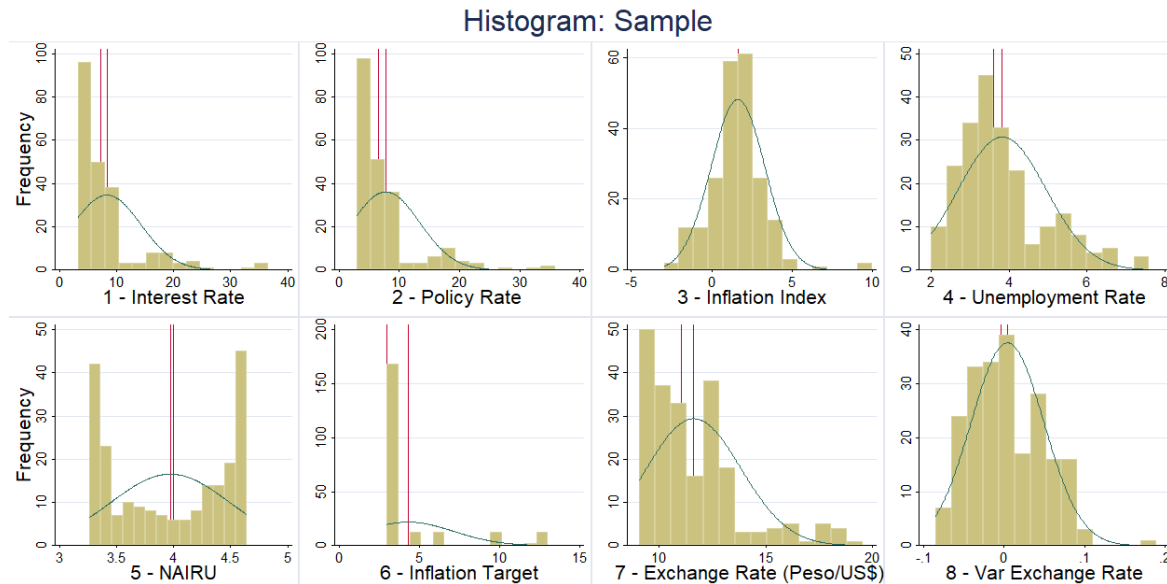 Histogram: Sample
Frequency
0 20 40 60 80 100
0 10 20 30 40
1 - Interest Rate
0 20 40 60 80 100
0 10 20 30 40
2 - Policy Rate
0 20 40 60
-5 0 5 10
3 - Inflation Index
0 10 20 30 40 50
2 4 6 8
4 - Unemployment Rate
Frequency
0 10 20 30 40 50
3 3.5 4 4.5 5
5 - NAIRU
0 50 100 150 200
0 5 10 15
6 - Inflation Target
0 10 20 30 40 50
10 15 20
7 - Exchange Rate (Peso/US$)
0 10 20 30 40
-.1 0 .1 .2
8 - Var Exchange Rate